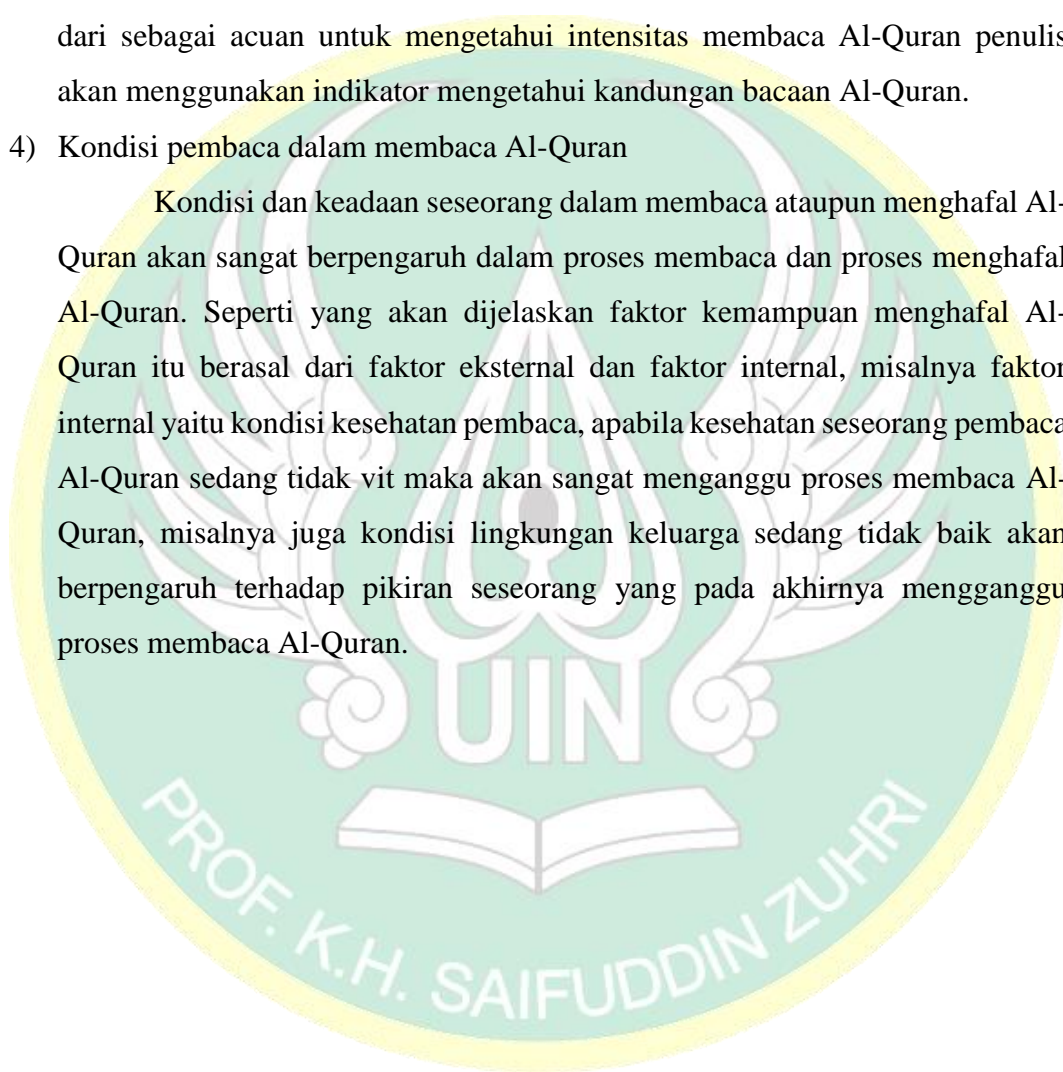 dari sebagai acuan untuk mengetahui intensitas membaca Al-Quran penulis
akan menggunakan indikator mengetahui kandungan bacaan Al-Quran.
4) Kondisi pembaca dalam membaca Al-Quran
Kondisi dan keadaan seseorang dalam membaca ataupun menghafal Al-
Quran akan sangat berpengaruh dalam proses membaca dan proses menghafal
Al-Quran. Seperti yang akan dijelaskan faktor kemampuan menghafal Al-
Quran itu berasal dari faktor eksternal dan faktor internal, misalnya faktor
internal yaitu kondisi kesehatan pembaca, apabila kesehatan seseorang pembaca
Al-Quran sedang tidak vit maka akan sangat menganggu proses membaca Al-
Quran, misalnya juga kondisi lingkungan keluarga sedang tidak baik akan
berpengaruh terhadap pikiran seseorang yang pada akhirnya mengganggu
proses membaca Al-Quran.
UIN
PROF. K.H. SAIFUDDIN ZUHRI